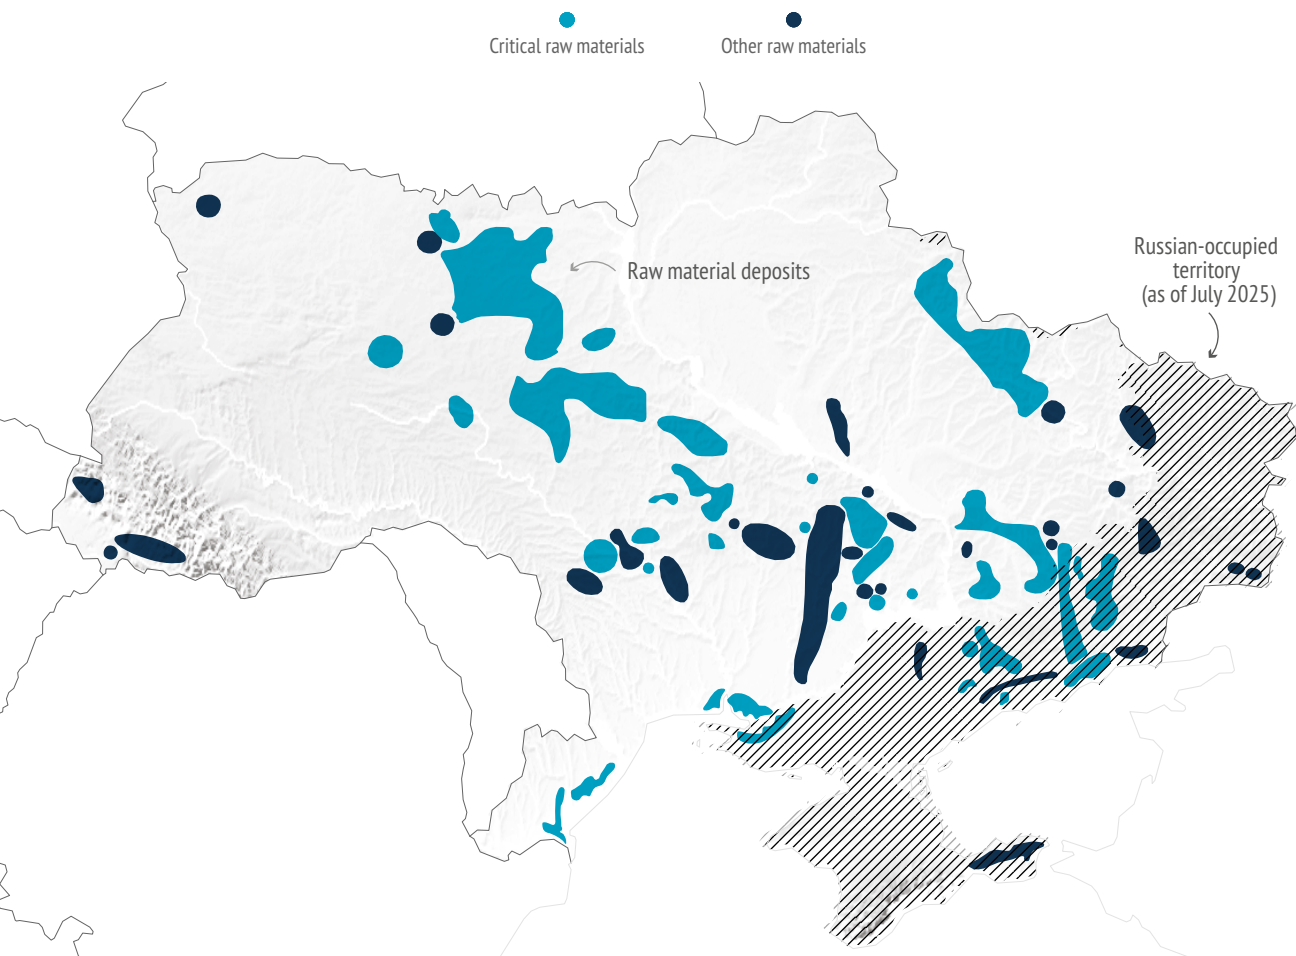 Critical raw materials
Other raw materials
Russian-occupied
territory
(as of July 2025)
Raw material deposits